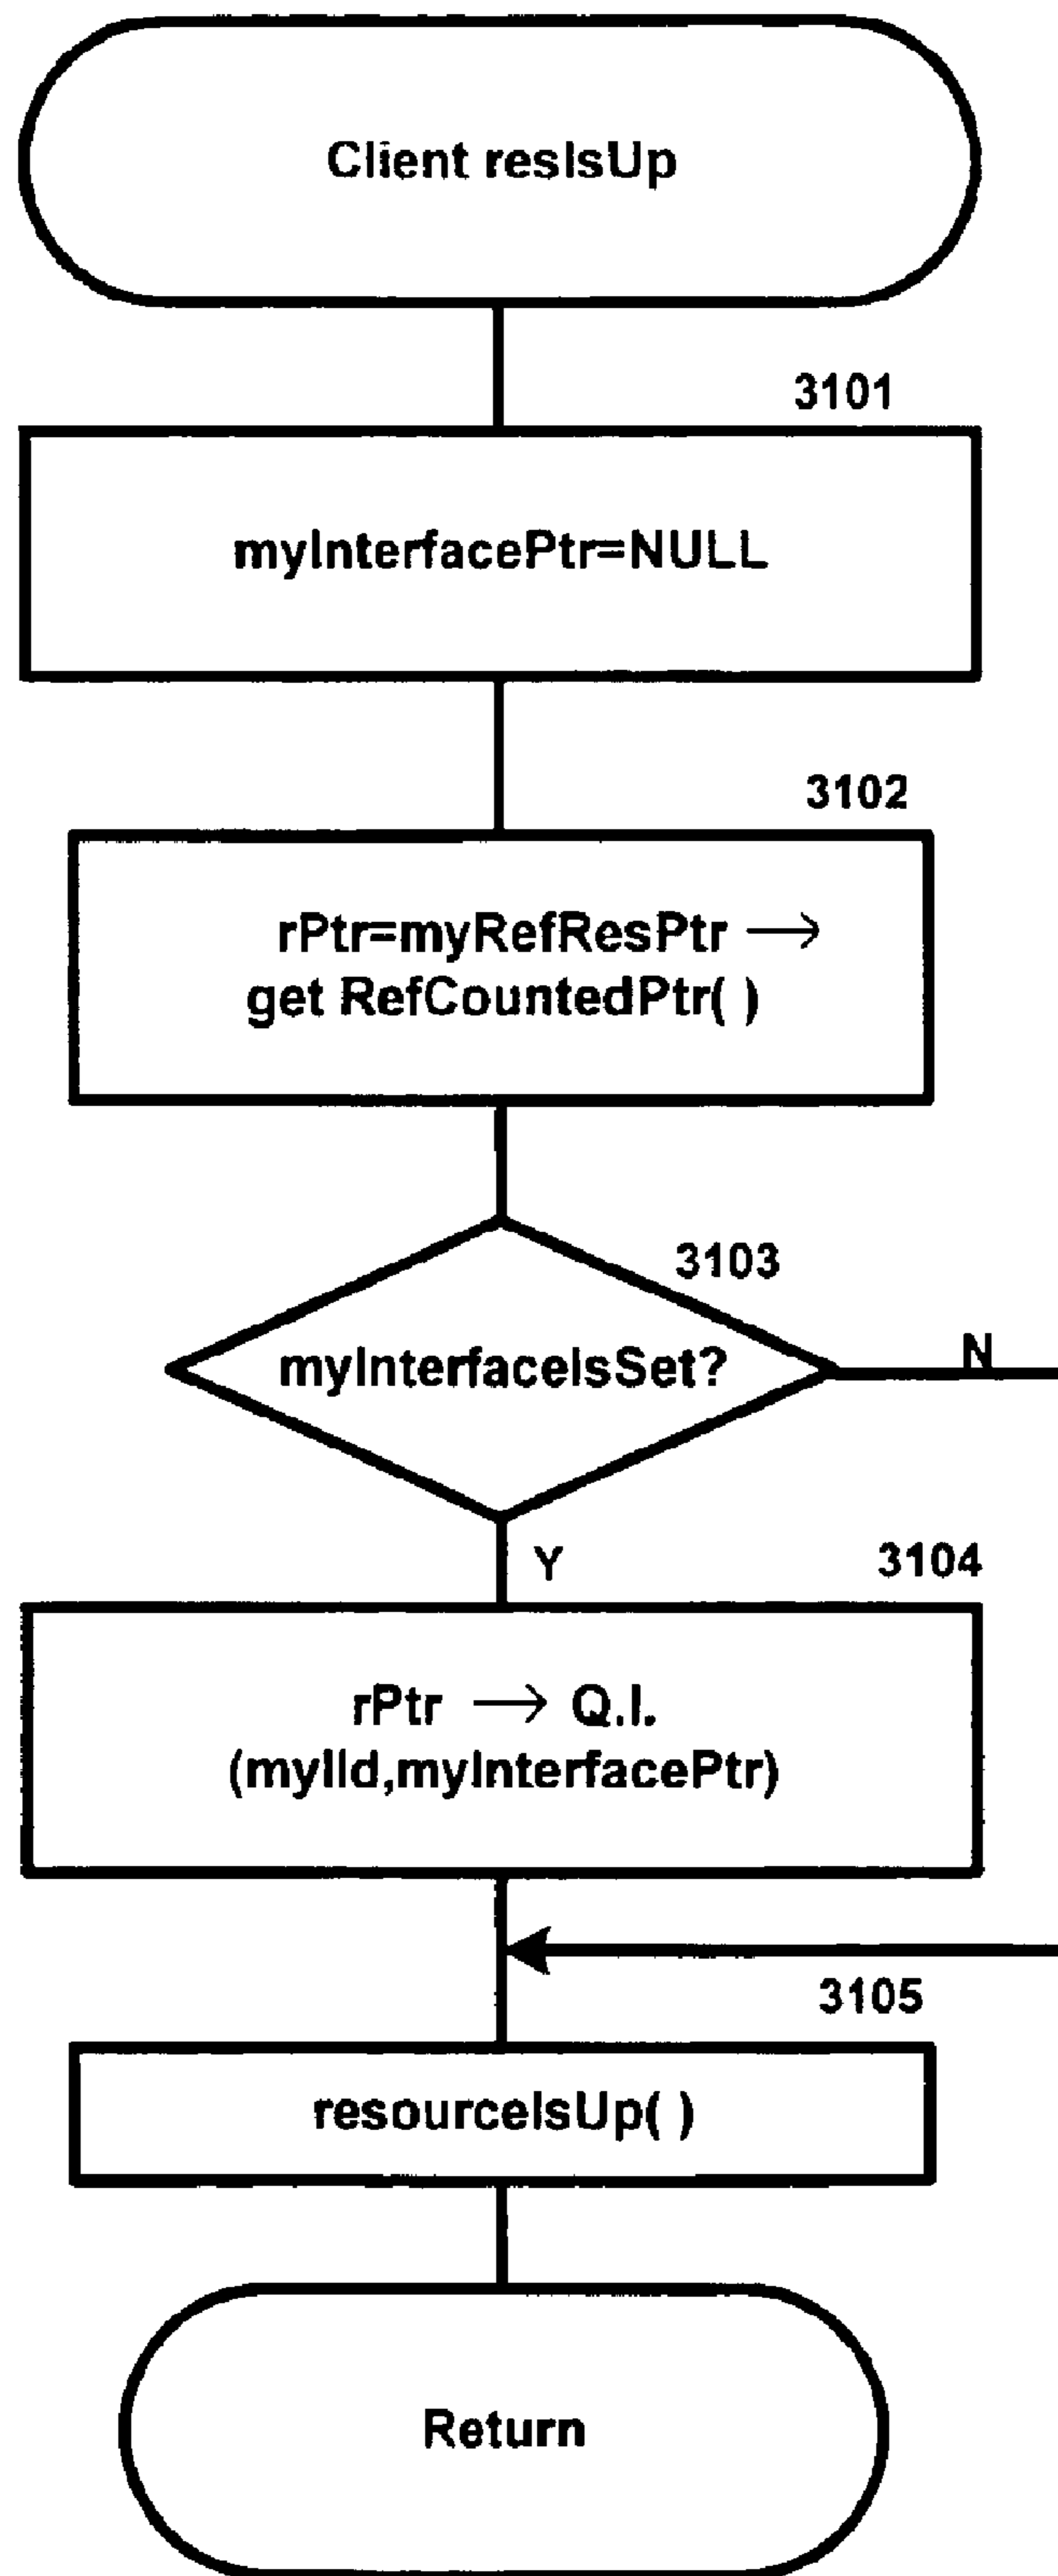 Client resIsUp
3101
myInterfacePtr=NULL
3102
rPtr=myRefResPtr →
get RefCountedPtr( )
3103
myInterfaceIsSet?
N
Y
3104
rPtr → Q.I.
(myIId,myInterfacePtr)
3105
resourceIsUp( )
Return